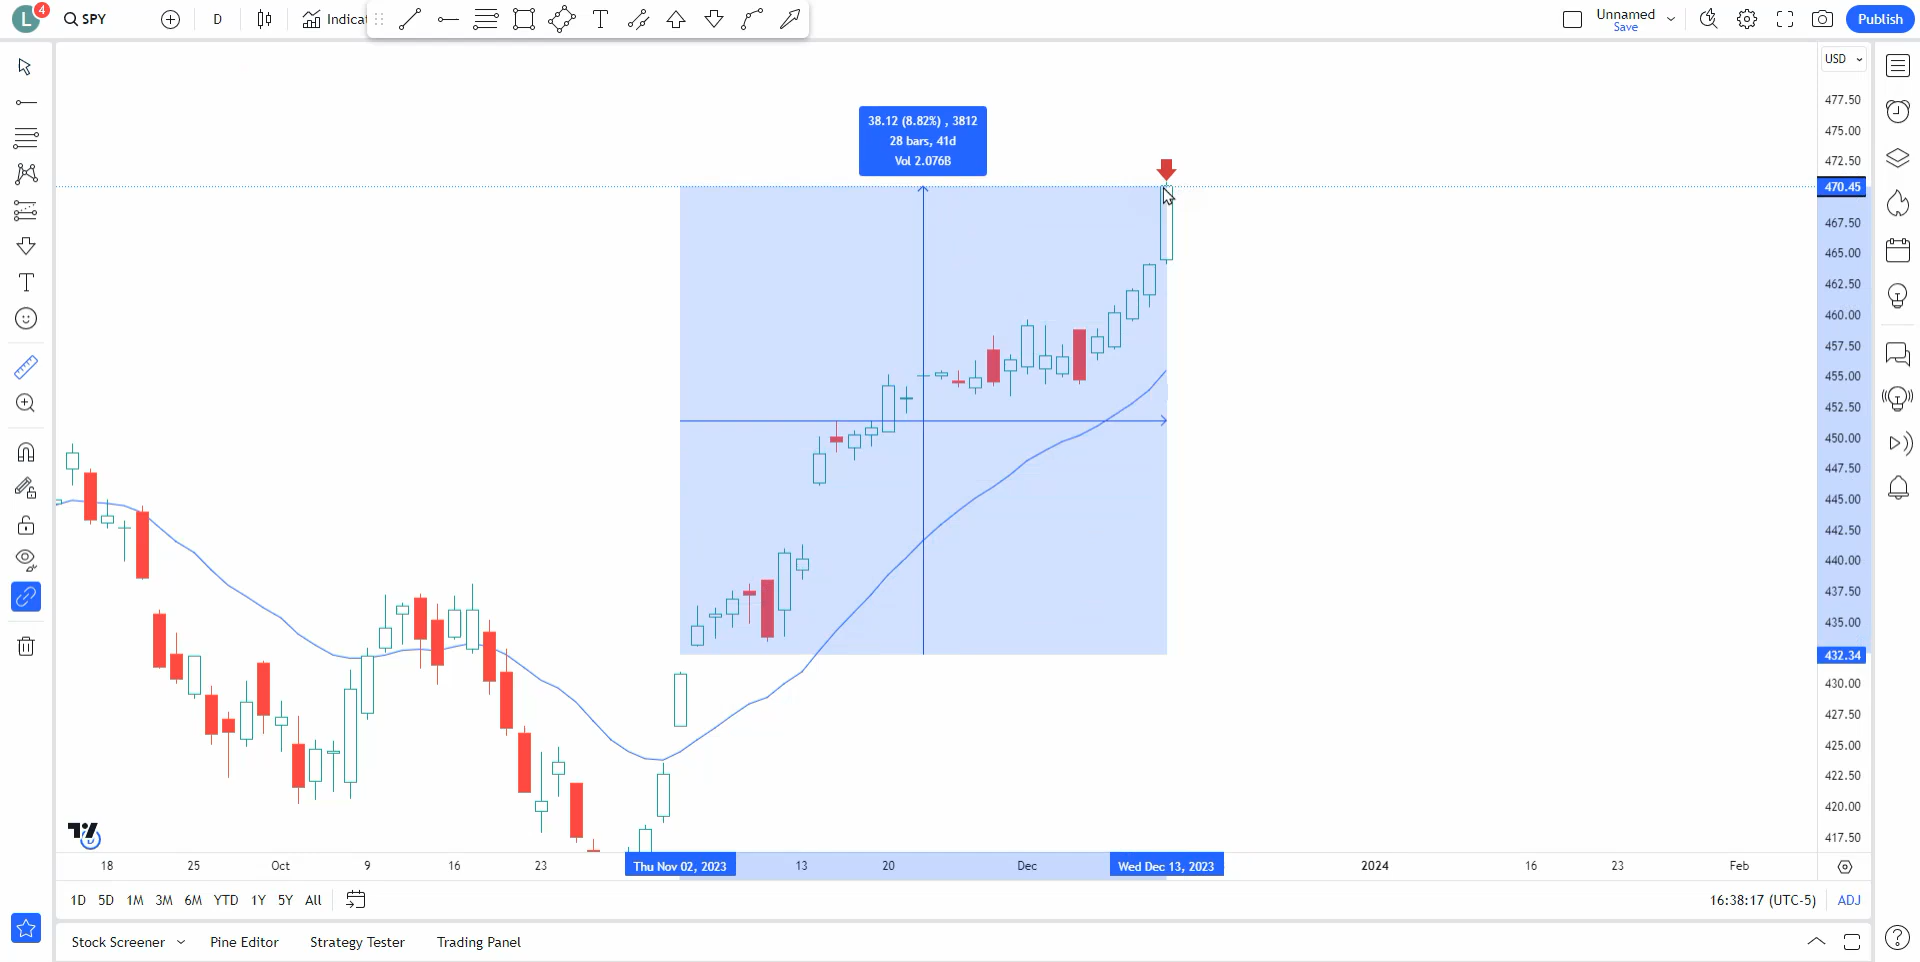 L
4
SPY
D
Indicat
T
Unnamed
Save
Publish
USD
38.12 (8.82%) , 3812
28 bars, 41d
Vol 2.076B
477.50
475.00
472.50
470.45
467.50
465.00
462.50
460.00
457.50
455.00
452.50
450.00
447.50
445.00
442.50
440.00
437.50
435.00
432.34
430.00
427.50
425.00
422.50
420.00
417.50
18
25
Oct
9
16
23
Thu Nov 02, 2023
13
20
Dec
Wed Dec 13, 2023
2024
16
23
Feb
1D
5D
1M
3M
6M
YTD
1Y
5Y
All
16:38:17 (UTC-5)
ADJ
Stock Screener
Pine Editor
Strategy Tester
Trading Panel